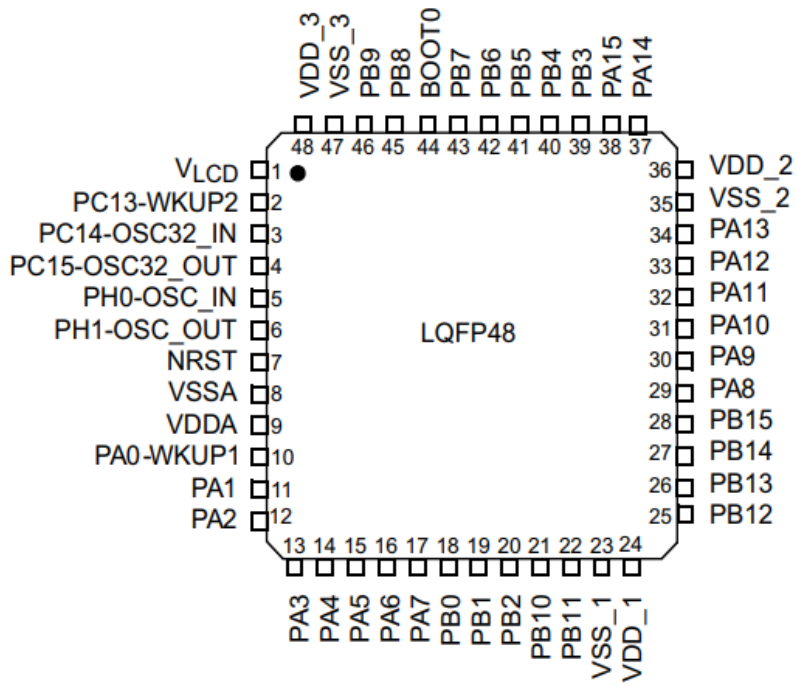 VDD_3
VSS_3
PB9
PB8
BOOT0
PB7
PB6
PB5
PB4
PB3
PA15
PA14
48 47 46 45 44 43 42 41 40 39 38 37
VLCD 1
PC13-WKUP2 2
PC14-OSC32_IN 3
PC15-OSC32_OUT 4
PH0-OSC_IN 5
PH1-OSC_OUT 6
NRST 7
VSSA 8
VDDA 9
PA0-WKUP1 10
PA1 11
PA2 12
LQFP48
36 VDD_2
35 VSS_2
34 PA13
33 PA12
32 PA11
31 PA10
30 PA9
29 PA8
28 PB15
27 PB14
26 PB13
25 PB12
13 14 15 16 17 18 19 20 21 22 23 24
PA3
PA4
PA5
PA6
PA7
PB0
PB1
PB2
PB10
PB11
VSS_1
VDD_1